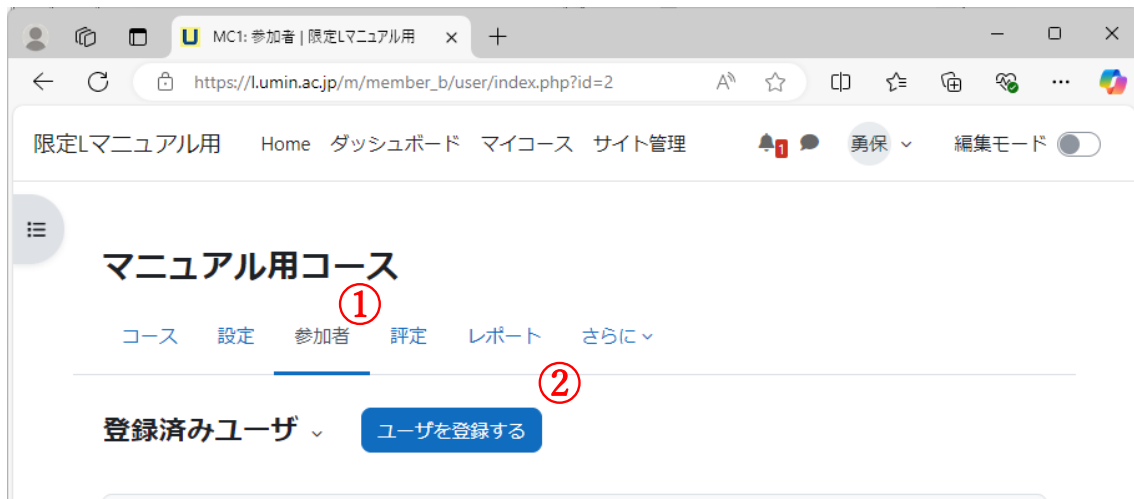 MC1: 参加者 | 限定Lマニュアル用
https://l.umin.ac.jp/m/member_b/user/index.php?id=2
限定Lマニュアル用 Home ダッシュボード マイコース サイト管理 1 勇保 編集モード
マニュアル用コース
①
コース 設定 参加者 評定 レポート さらに
②
登録済みユーザ ユーザを登録する